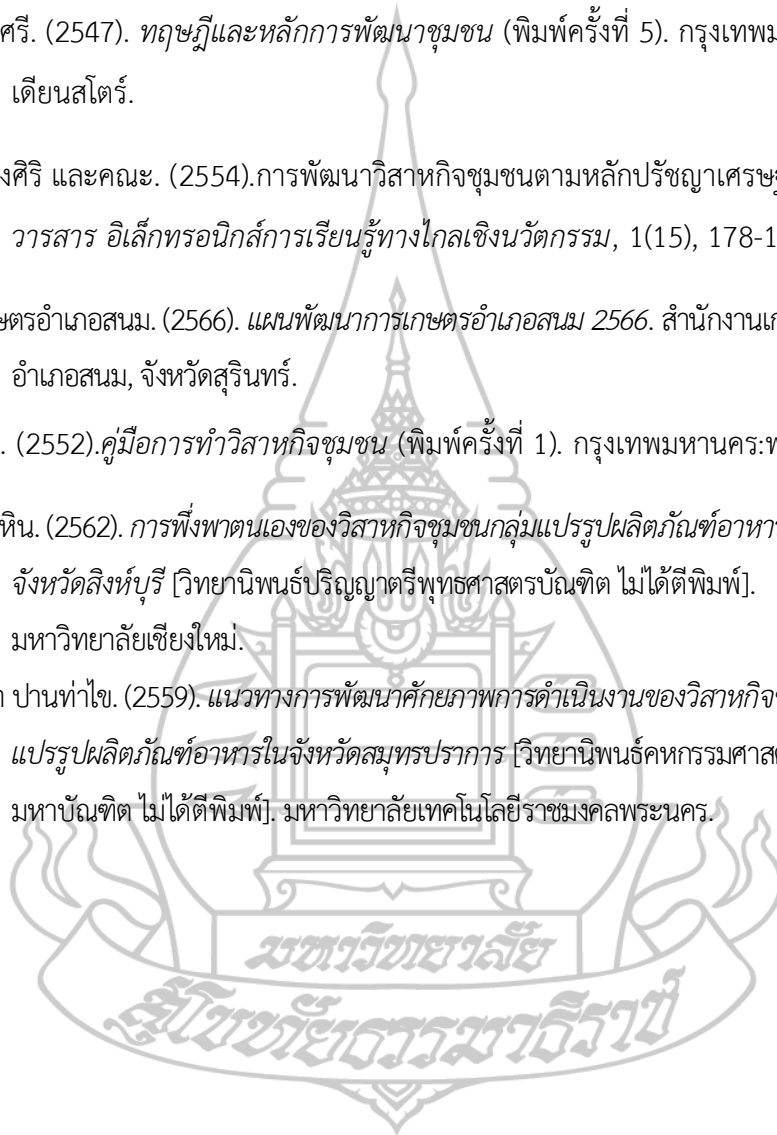 ศรี. (2547). ทฤษฎีและหลักการพัฒนาชุมชน (พิมพ์ครั้งที่ 5). กรุงเทพม
เดียนสโตร์.
งศิริ และคณะ. (2554).การพัฒนาวิสาหกิจชุมชนตามหลักปรัชญาเศรษฐ
วารสาร อิเล็กทรอนิกส์การเรียนรู้ทางไกลเชิงนวัตกรรม, 1(15), 178-1
ษตรอำเภอสนม. (2566). แผนพัฒนาการเกษตรอำเภอสนม 2566. สำนักงานเก
อำเภอสนม, จังหวัดสุรินทร์.
. (2552).คู่มือการทำวิสาหกิจชุมชน (พิมพ์ครั้งที่ 1). กรุงเทพมหานคร:พ
หิน. (2562). การพึ่งพาตนเองของวิสาหกิจชุมชนกลุ่มแปรรูปผลิตภัณฑ์อาหาร
จังหวัดสิงห์บุรี [วิทยานิพนธ์ปริญญาตรีพุทธศาสตรบัณฑิต ไม่ได้ตีพิมพ์].
มหาวิทยาลัยเชียงใหม่.
ปานท่าไข. (2559). แนวทางการพัฒนาศักยภาพการดำเนินงานของวิสาหกิจช
แปรรูปผลิตภัณฑ์อาหารในจังหวัดสมุทรปราการ [วิทยานิพนธ์คหกรรมศาสต
มหาบัณฑิต ไม่ได้ตีพิมพ์]. มหาวิทยาลัยเทคโนโลยีราชมงคลพระนคร.
มหาวิทยาลัย
สุโขทัยธรรมาธิราช